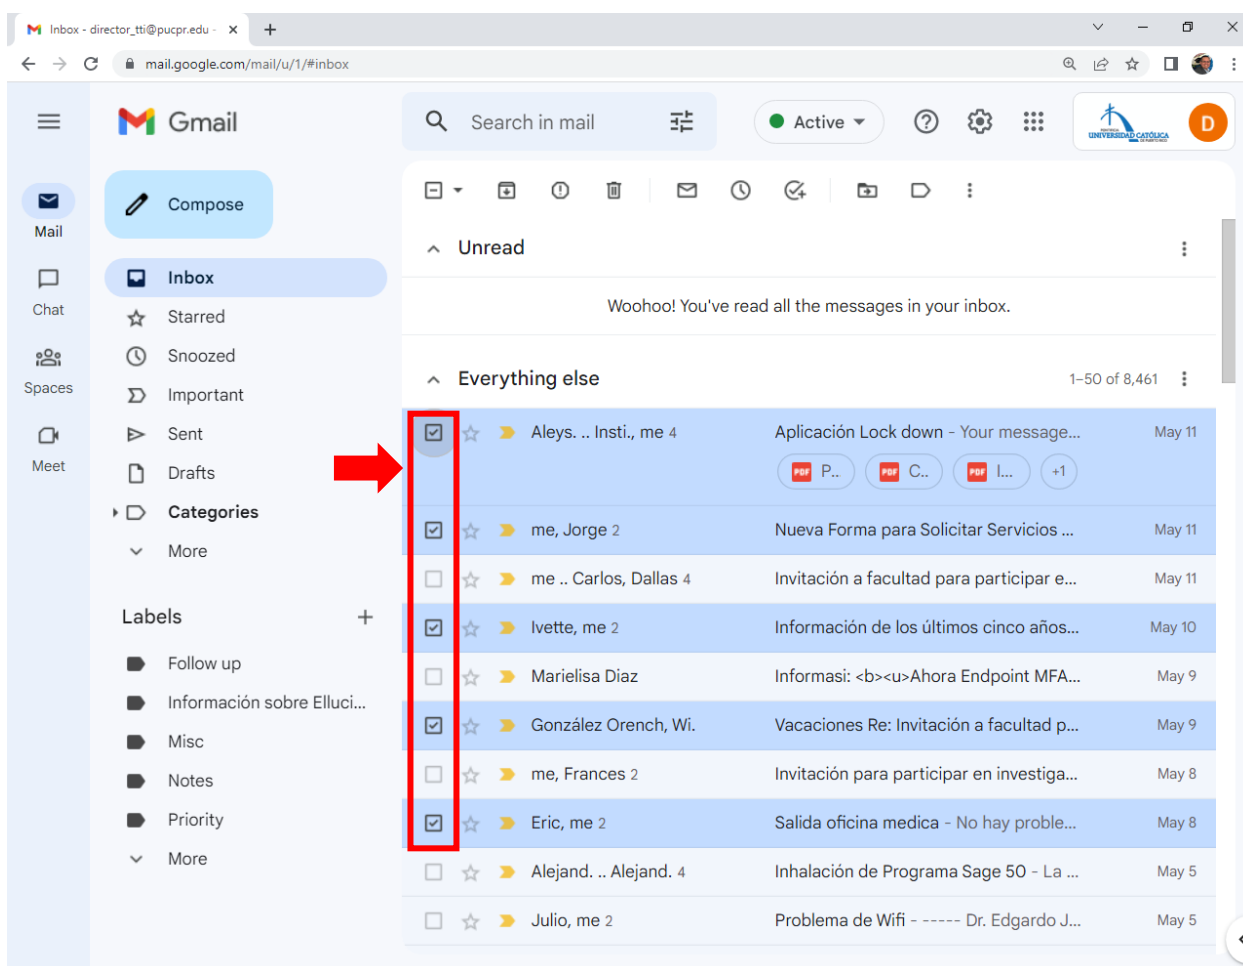 Inbox - director_tti@pucpr.edu -
mail.google.com/mail/u/1/#inbox
Gmail
Search in mail
Active
UNIVERSIDAD CATÓLICA
D
Mail
Chat
Spaces
Meet
Compose
Inbox
Starred
Snoozed
Important
Sent
Drafts
Categories
More
Labels
Follow up
Información sobre Elluci...
Misc
Notes
Priority
More
Unread
Woohoo! You've read all the messages in your inbox.
Everything else
1–50 of 8,461
Aleys. .. Insti., me 4 Aplicación Lock down - Your message... May 11
PDF P.. PDF C.. PDF I... +1
me, Jorge 2 Nueva Forma para Solicitar Servicios ... May 11
me .. Carlos, Dallas 4 Invitación a facultad para participar e... May 11
Ivette, me 2 Información de los últimos cinco años... May 10
Marielisa Diaz Informasi: <b><u>Ahora Endpoint MFA... May 9
González Orench, Wi. Vacaciones Re: Invitación a facultad p... May 9
me, Frances 2 Invitación para participar en investiga... May 8
Eric, me 2 Salida oficina medica - No hay proble... May 8
Alejand. .. Alejand. 4 Inhalación de Programa Sage 50 - La ... May 5
Julio, me 2 Problema de Wifi - ----- Dr. Edgardo J... May 5